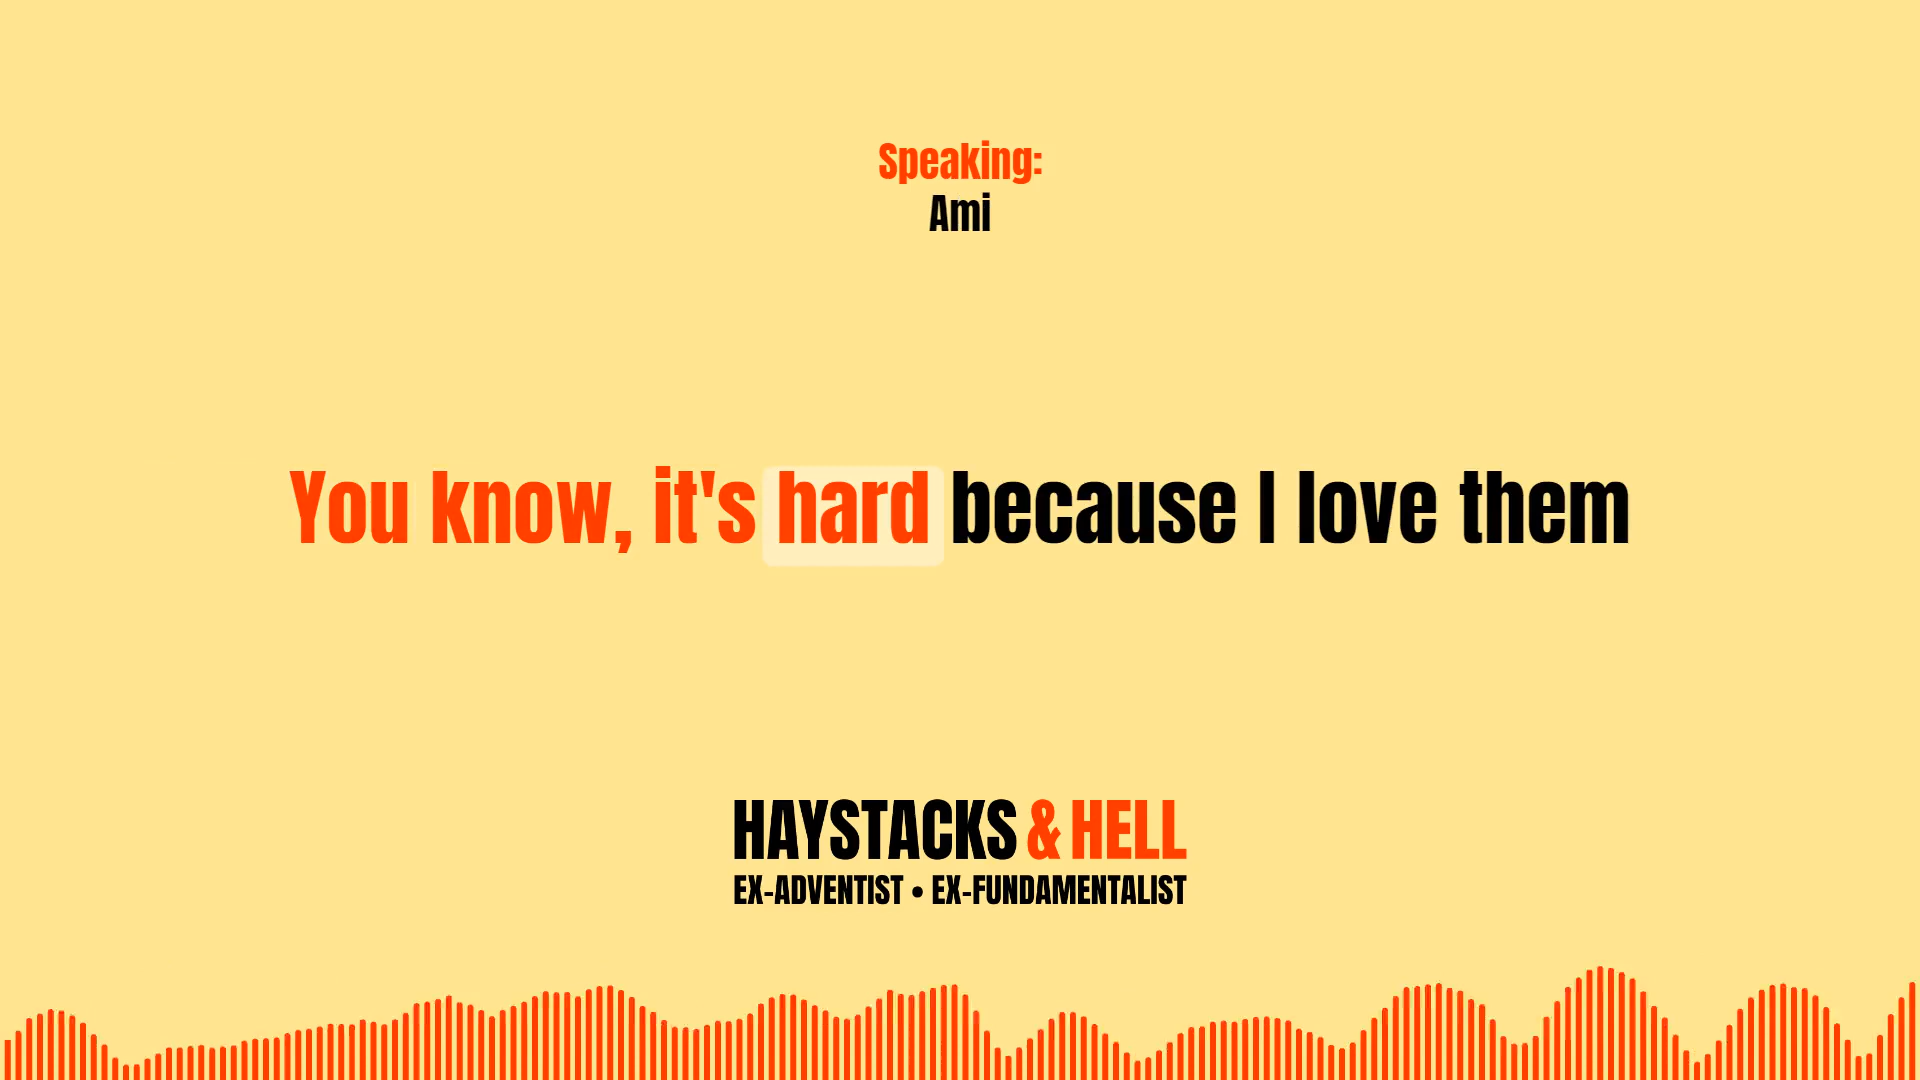 Speaking:
Ami
You know, it's hard because I love them
HAYSTACKS & HELL
EX-ADVENTIST • EX-FUNDAMENTALIST